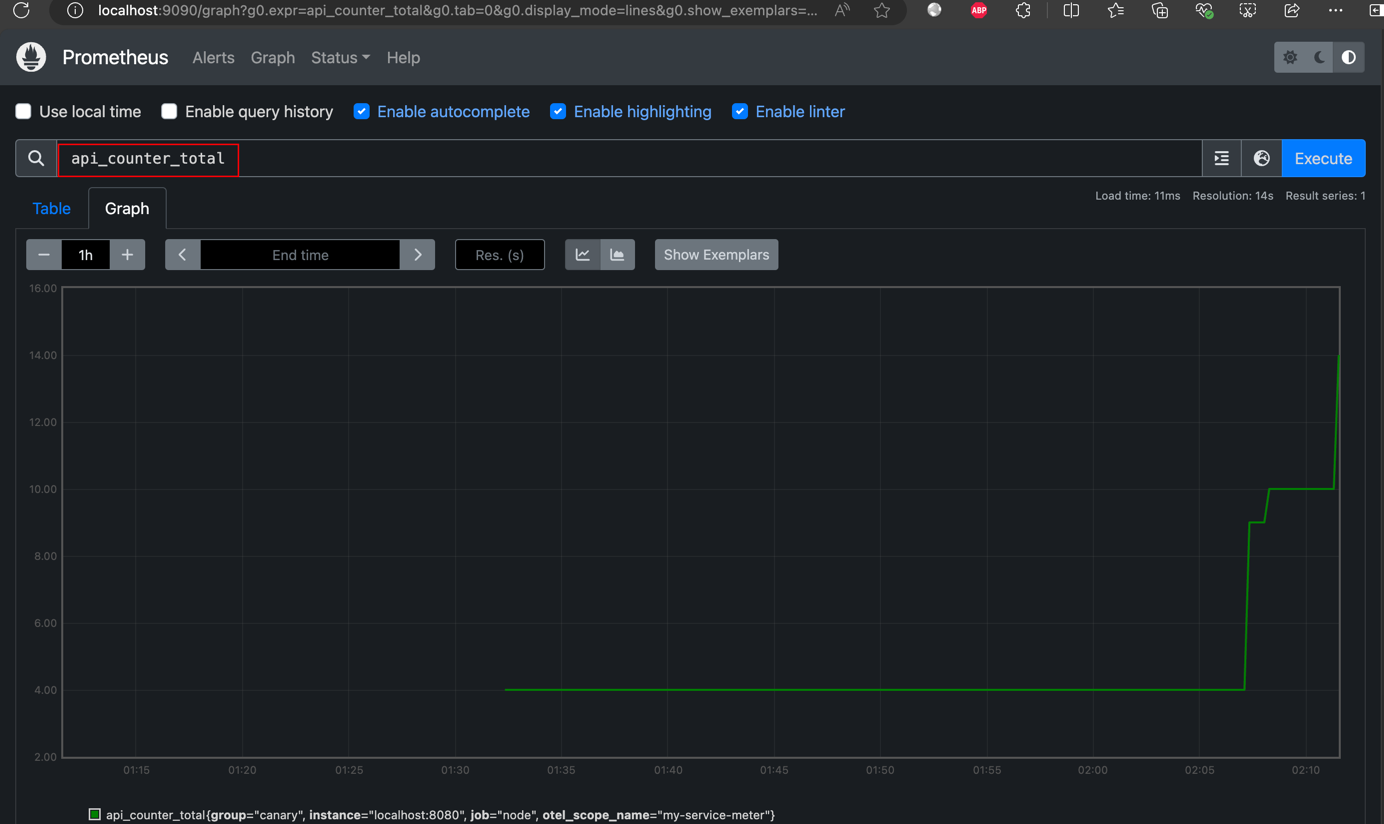 localhost:9090/graph?g0.expr=api_counter_total&g0.tab=0&g0.display_mode=lines&g0.show_exemplars=...
ABP
Prometheus Alerts Graph Status Help
Use local time Enable query history Enable autocomplete Enable highlighting Enable linter
api_counter_total Execute
Load time: 11ms Resolution: 14s Result series: 1
Table Graph
1h End time Res. (s) Show Exemplars
16.00
14.00
12.00
10.00
8.00
6.00
4.00
2.00
01:15 01:20 01:25 01:30 01:35 01:40 01:45 01:50 01:55 02:00 02:05 02:10
api_counter_total{group="canary", instance="localhost:8080", job="node", otel_scope_name="my-service-meter"}